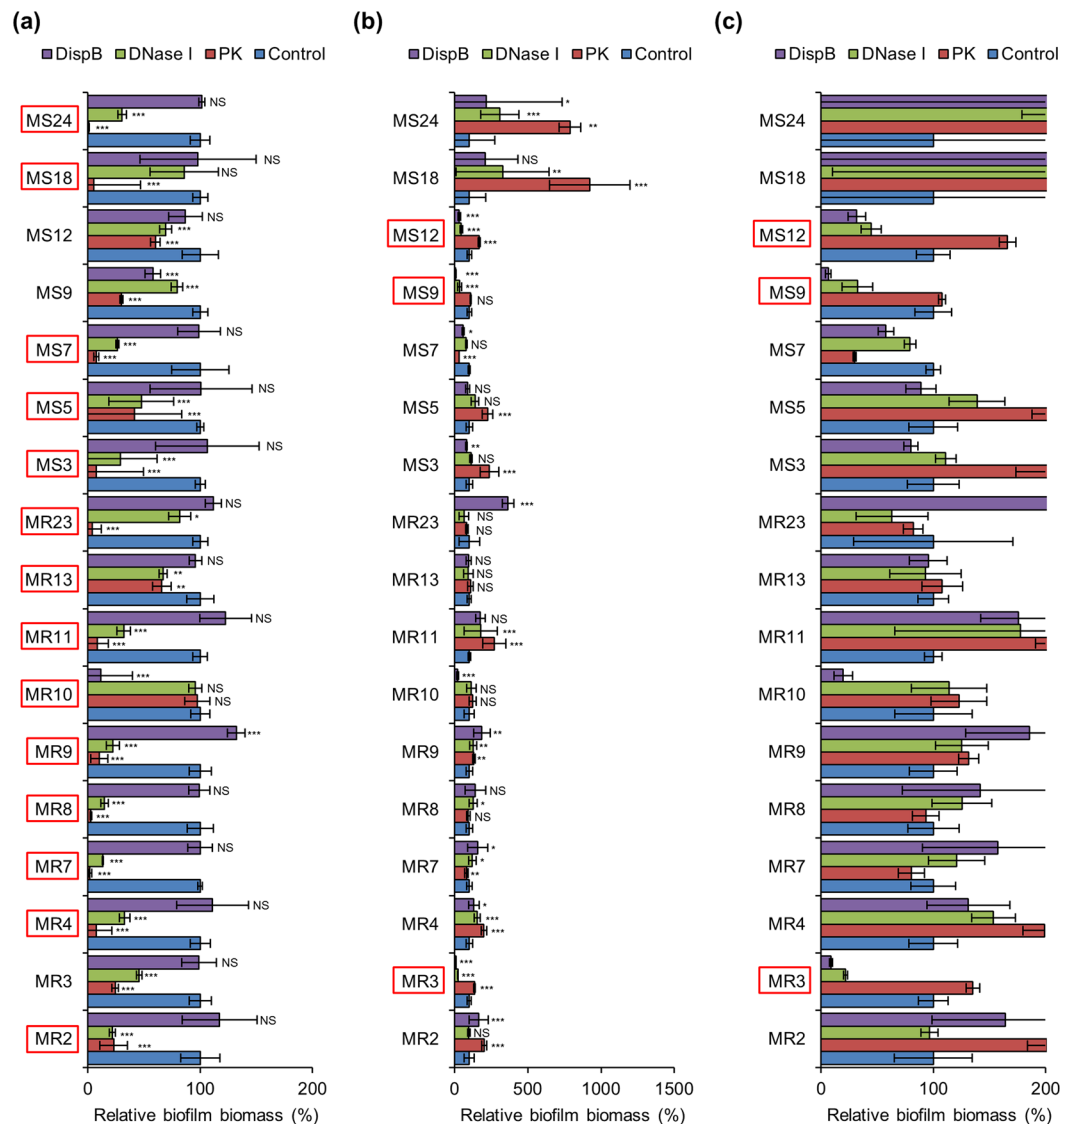 (a)
DispB DNase I PK Control
MS24
NS
***
***
MS18
NS
NS
***
MS12
NS
***
***
MS9
***
***
***
MS7
NS
***
***
MS5
NS
***
***
MS3
NS
***
***
MR23
NS
*
***
MR13
NS
**
**
MR11
NS
***
***
MR10
***
NS
NS
MR9
***
***
***
MR8
NS
***
***
MR7
NS
***
***
MR4
NS
***
***
MR3
NS
***
***
MR2
NS
***
***
0 100 200
Relative biofilm biomass (%)
(b)
DispB DNase I PK Control
MS24
*
***
**
MS18
NS
**
***
MS12
***
***
***
MS9
***
***
NS
MS7
*
NS
***
MS5
NS
NS
***
MS3
**
NS
***
MR23
***
NS
NS
MR13
NS
NS
NS
MR11
NS
***
***
MR10
***
NS
NS
MR9
**
**
**
MR8
NS
*
NS
MR7
*
*
**
MR4
*
***
***
MR3
***
***
***
MR2
***
NS
***
0 500 1000 1500
Relative biofilm biomass (%)
(c)
DispB DNase I PK Control
MS24
MS18
MS12
MS9
MS7
MS5
MS3
MR23
MR13
MR11
MR10
MR9
MR8
MR7
MR4
MR3
MR2
0 100 200
Relative biofilm biomass (%)